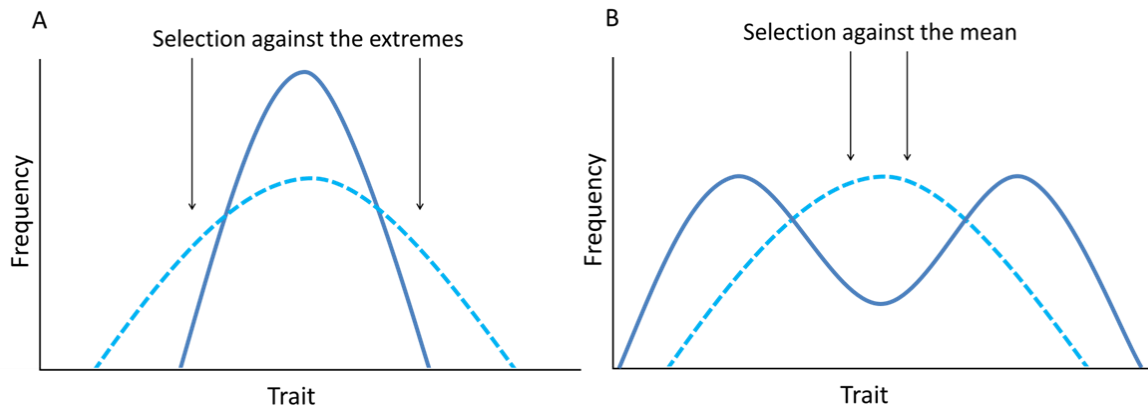 A
Selection against the extremes
Frequency
Trait
B
Selection against the mean
Frequency
Trait